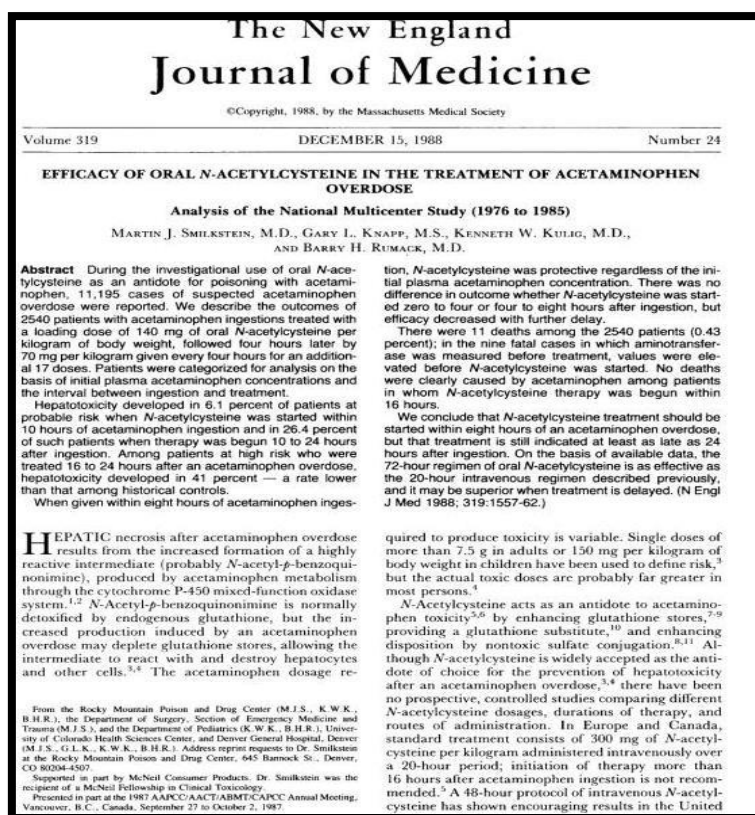 The New England
Journal of Medicine
©Copyright, 1988, by the Massachusetts Medical Society
Volume 319 DECEMBER 15, 1988 Number 24
EFFICACY OF ORAL N-ACETYLCYSTEINE IN THE TREATMENT OF ACETAMINOPHEN
OVERDOSE
Analysis of the National Multicenter Study (1976 to 1985)
MARTIN J. SMILKSTEIN, M.D., GARY L. KNAPP, M.S., KENNETH W. KULIG, M.D.,
AND BARRY H. RUMACK, M.D.
Abstract During the investigational use of oral N-ace-
tylcysteine as an antidote for poisoning with acetami-
nophen, 11,195 cases of suspected acetaminophen
overdose were reported. We describe the outcomes of
2540 patients with acetaminophen ingestions treated with
a loading dose of 140 mg of oral N-acetylcysteine per
kilogram of body weight, followed four hours later by
70 mg per kilogram given every four hours for an addition-
al 17 doses. Patients were categorized for analysis on the
basis of initial plasma acetaminophen concentrations and
the interval between ingestion and treatment.
Hepatotoxicity developed in 6.1 percent of patients at
probable risk when N-acetylcysteine was started within
10 hours of acetaminophen ingestion and in 26.4 percent
of such patients when therapy was begun 10 to 24 hours
after ingestion. Among patients at high risk who were
treated 16 to 24 hours after an acetaminophen overdose,
hepatotoxicity developed in 41 percent — a rate lower
than that among historical controls.
When given within eight hours of acetaminophen inges-
tion, N-acetylcysteine was protective regardless of the ini-
tial plasma acetaminophen concentration. There was no
difference in outcome whether N-acetylcysteine was start-
ed zero to four or four to eight hours after ingestion, but
efficacy decreased with further delay.
There were 11 deaths among the 2540 patients (0.43
percent); in the nine fatal cases in which aminotransfer-
ase was measured before treatment, values were ele-
vated before N-acetylcysteine was started. No deaths
were clearly caused by acetaminophen among patients
in whom N-acetylcysteine therapy was begun within
16 hours.
We conclude that N-acetylcysteine treatment should be
started within eight hours of an acetaminophen overdose,
but that treatment is still indicated at least as late as 24
hours after ingestion. On the basis of available data, the
72-hour regimen of oral N-acetylcysteine is as effective as
the 20-hour intravenous regimen described previously,
and it may be superior when treatment is delayed. (N Engl
J Med 1988; 319:1557-62.)
HEPATIC necrosis after acetaminophen overdose
results from the increased formation of a highly
reactive intermediate (probably N-acetyl-p-benzoqui-
nonimine), produced by acetaminophen metabolism
through the cytochrome P-450 mixed-function oxidase
system.1,2 N-Acetyl-p-benzoquinonimine is normally
detoxified by endogenous glutathione, but the in-
creased production induced by an acetaminophen
overdose may deplete glutathione stores, allowing the
intermediate to react with and destroy hepatocytes
and other cells.3,4 The acetaminophen dosage re-
From the Rocky Mountain Poison and Drug Center (M.J.S., K.W.K.,
B.H.R.), the Department of Surgery, Section of Emergency Medicine and
Trauma (M.J.S.), and the Department of Pediatrics (K.W.K., B.H.R.), Univer-
sity of Colorado Health Sciences Center, and Denver General Hospital, Denver
(M.J.S., G.L.K., K.W.K., B.H.R.). Address reprint requests to Dr. Smilkstein
at the Rocky Mountain Poison and Drug Center, 645 Bannock St., Denver,
CO 80204-4507.
Supported in part by McNeil Consumer Products. Dr. Smilkstein was the
recipient of a McNeil Fellowship in Clinical Toxicology.
Presented in part at the 1987 AAPCC/AACT/ABMT/CAPCC Annual Meeting,
Vancouver, B.C., Canada, September 27 to October 2, 1987.
quired to produce toxicity is variable. Single doses of
more than 7.5 g in adults or 150 mg per kilogram of
body weight in children have been used to define risk,3
but the actual toxic doses are probably far greater in
most persons.4
N-Acetylcysteine acts as an antidote to acetamino-
phen toxicity5,6 by enhancing glutathione stores,7-9
providing a glutathione substitute,10 and enhancing
disposition by nontoxic sulfate conjugation.8,11 Al-
though N-acetylcysteine is widely accepted as the anti-
dote of choice for the prevention of hepatotoxicity
after an acetaminophen overdose,3,4 there have been
no prospective, controlled studies comparing different
N-acetylcysteine dosages, durations of therapy, and
routes of administration. In Europe and Canada,
standard treatment consists of 300 mg of N-acetyl-
cysteine per kilogram administered intravenously over
a 20-hour period; initiation of therapy more than
16 hours after acetaminophen ingestion is not recom-
mended.5 A 48-hour protocol of intravenous N-acetyl-
cysteine has shown encouraging results in the United